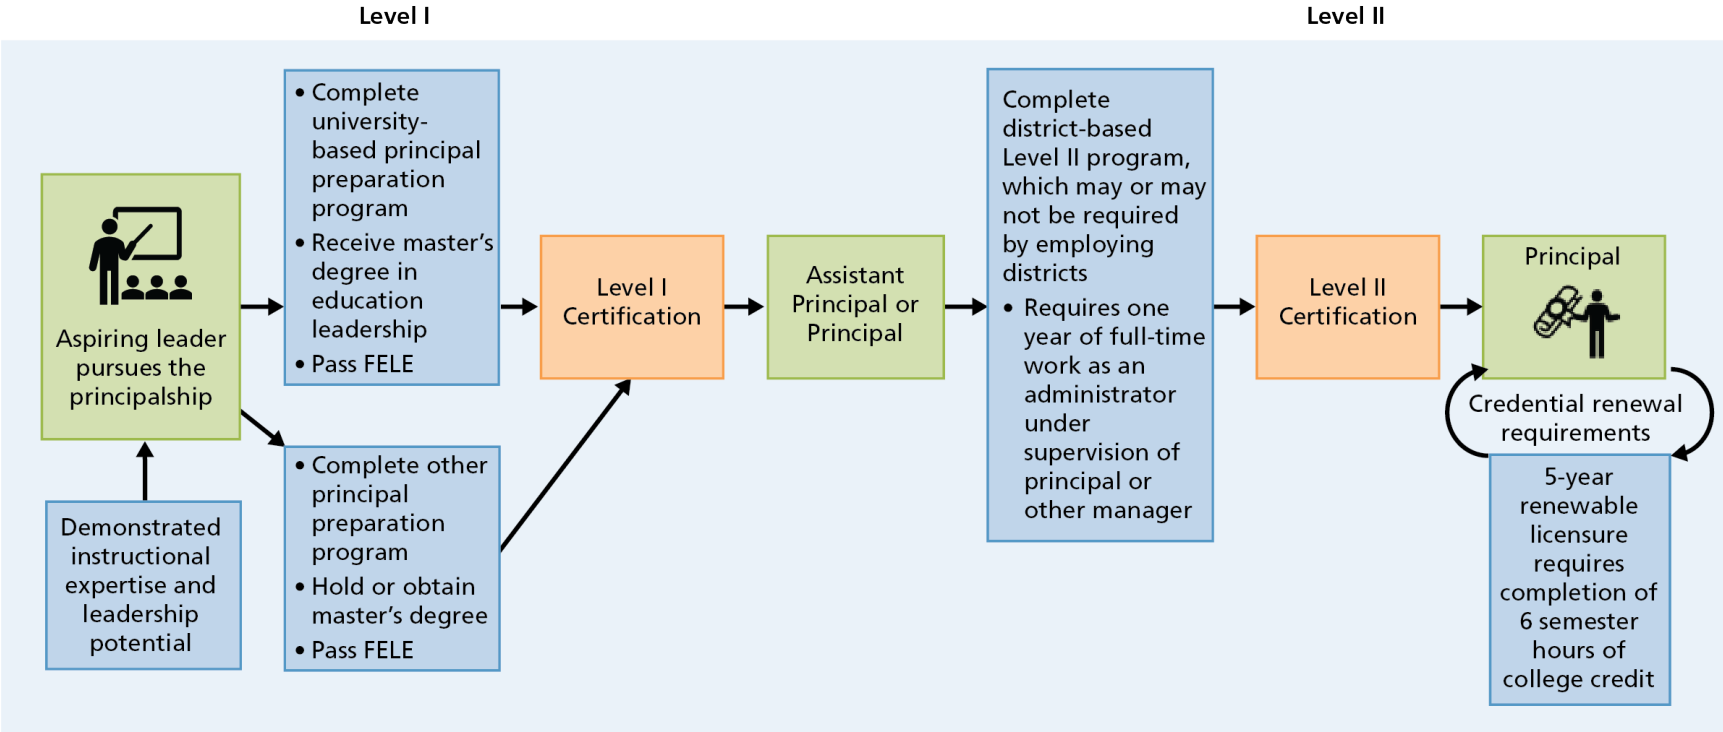 Level I
Level II
Aspiring leader
pursues the
principalship
Demonstrated
instructional
expertise and
leadership
potential
• Complete
university-
based principal
preparation
program
• Receive master’s
degree in
education
leadership
• Pass FELE
• Complete other
principal
preparation
program
• Hold or obtain
master’s degree
• Pass FELE
Level I
Certification
Assistant
Principal or
Principal
Complete
district-based
Level II program,
which may or may
not be required
by employing
districts
• Requires one
year of full-time
work as an
administrator
under
supervision of
principal or
other manager
Level II
Certification
Principal
Credential renewal
requirements
5-year
renewable
licensure
requires
completion of
6 semester
hours of
college credit